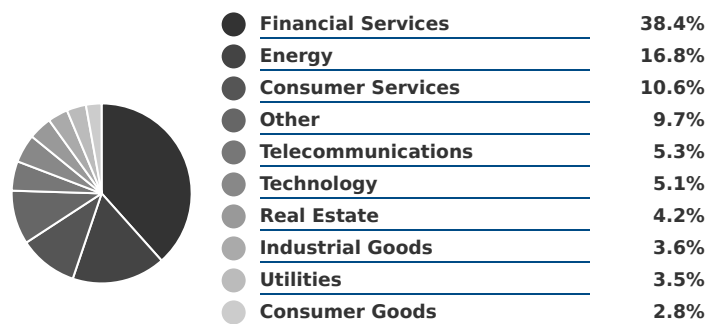 Financial Services 38.4%
Energy 16.8%
Consumer Services 10.6%
Other 9.7%
Telecommunications 5.3%
Technology 5.1%
Real Estate 4.2%
Industrial Goods 3.6%
Utilities 3.5%
Consumer Goods 2.8%